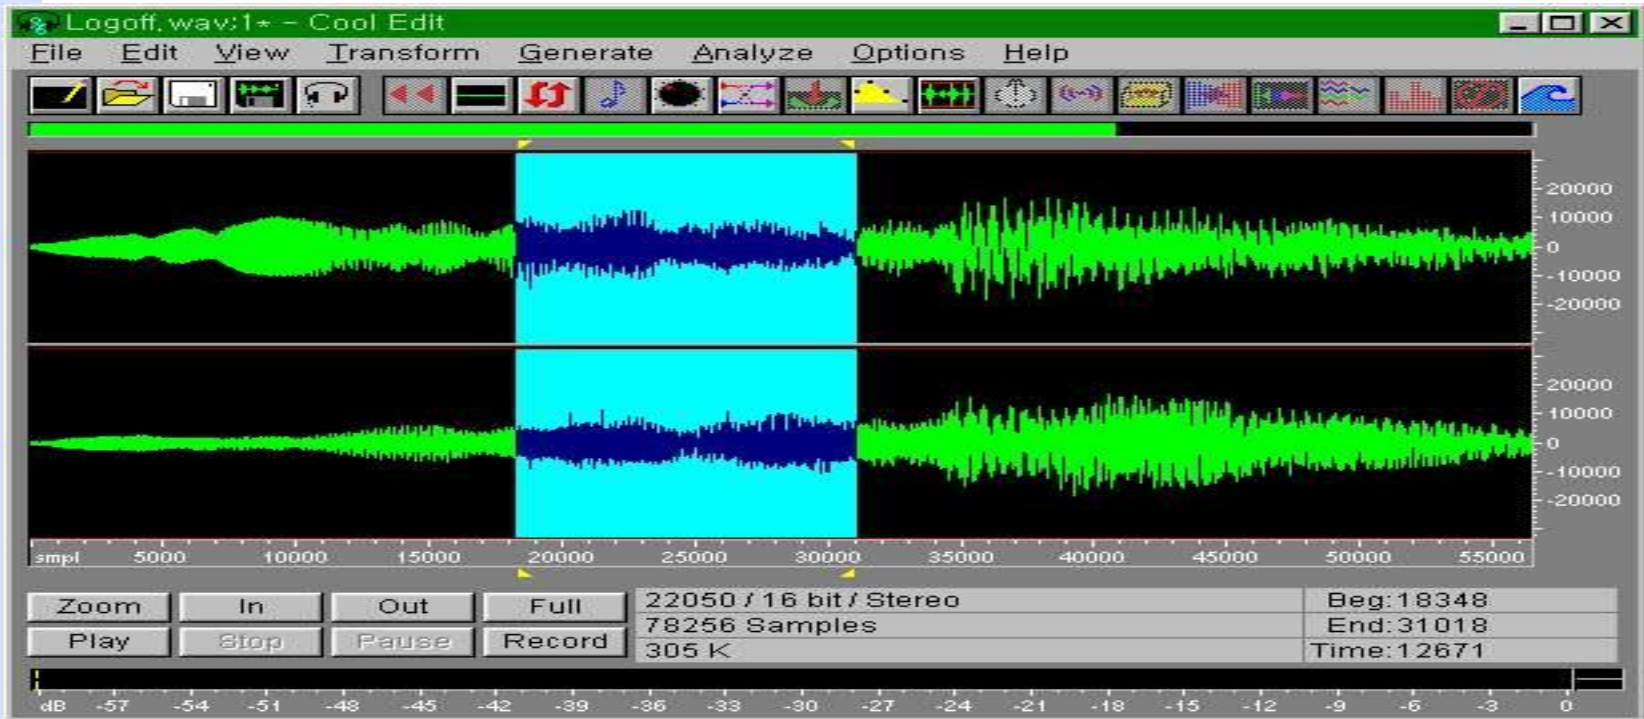 Logoff.wav:1* - Cool Edit
File Edit View Transform Generate Analyze Options Help
20000
10000
0
-10000
-20000
20000
10000
0
-10000
-20000
smpl 5000 10000 15000 20000 25000 30000 35000 40000 45000 50000 55000
Zoom In Out Full 22050 / 16 bit / Stereo Beg:18348
78256 Samples End:31018
Play Stop Pause Record 305 K Time:12671
dB -57 -54 -51 -48 -45 -42 -39 -36 -33 -30 -27 -24 -21 -18 -15 -12 -9 -6 -3 0